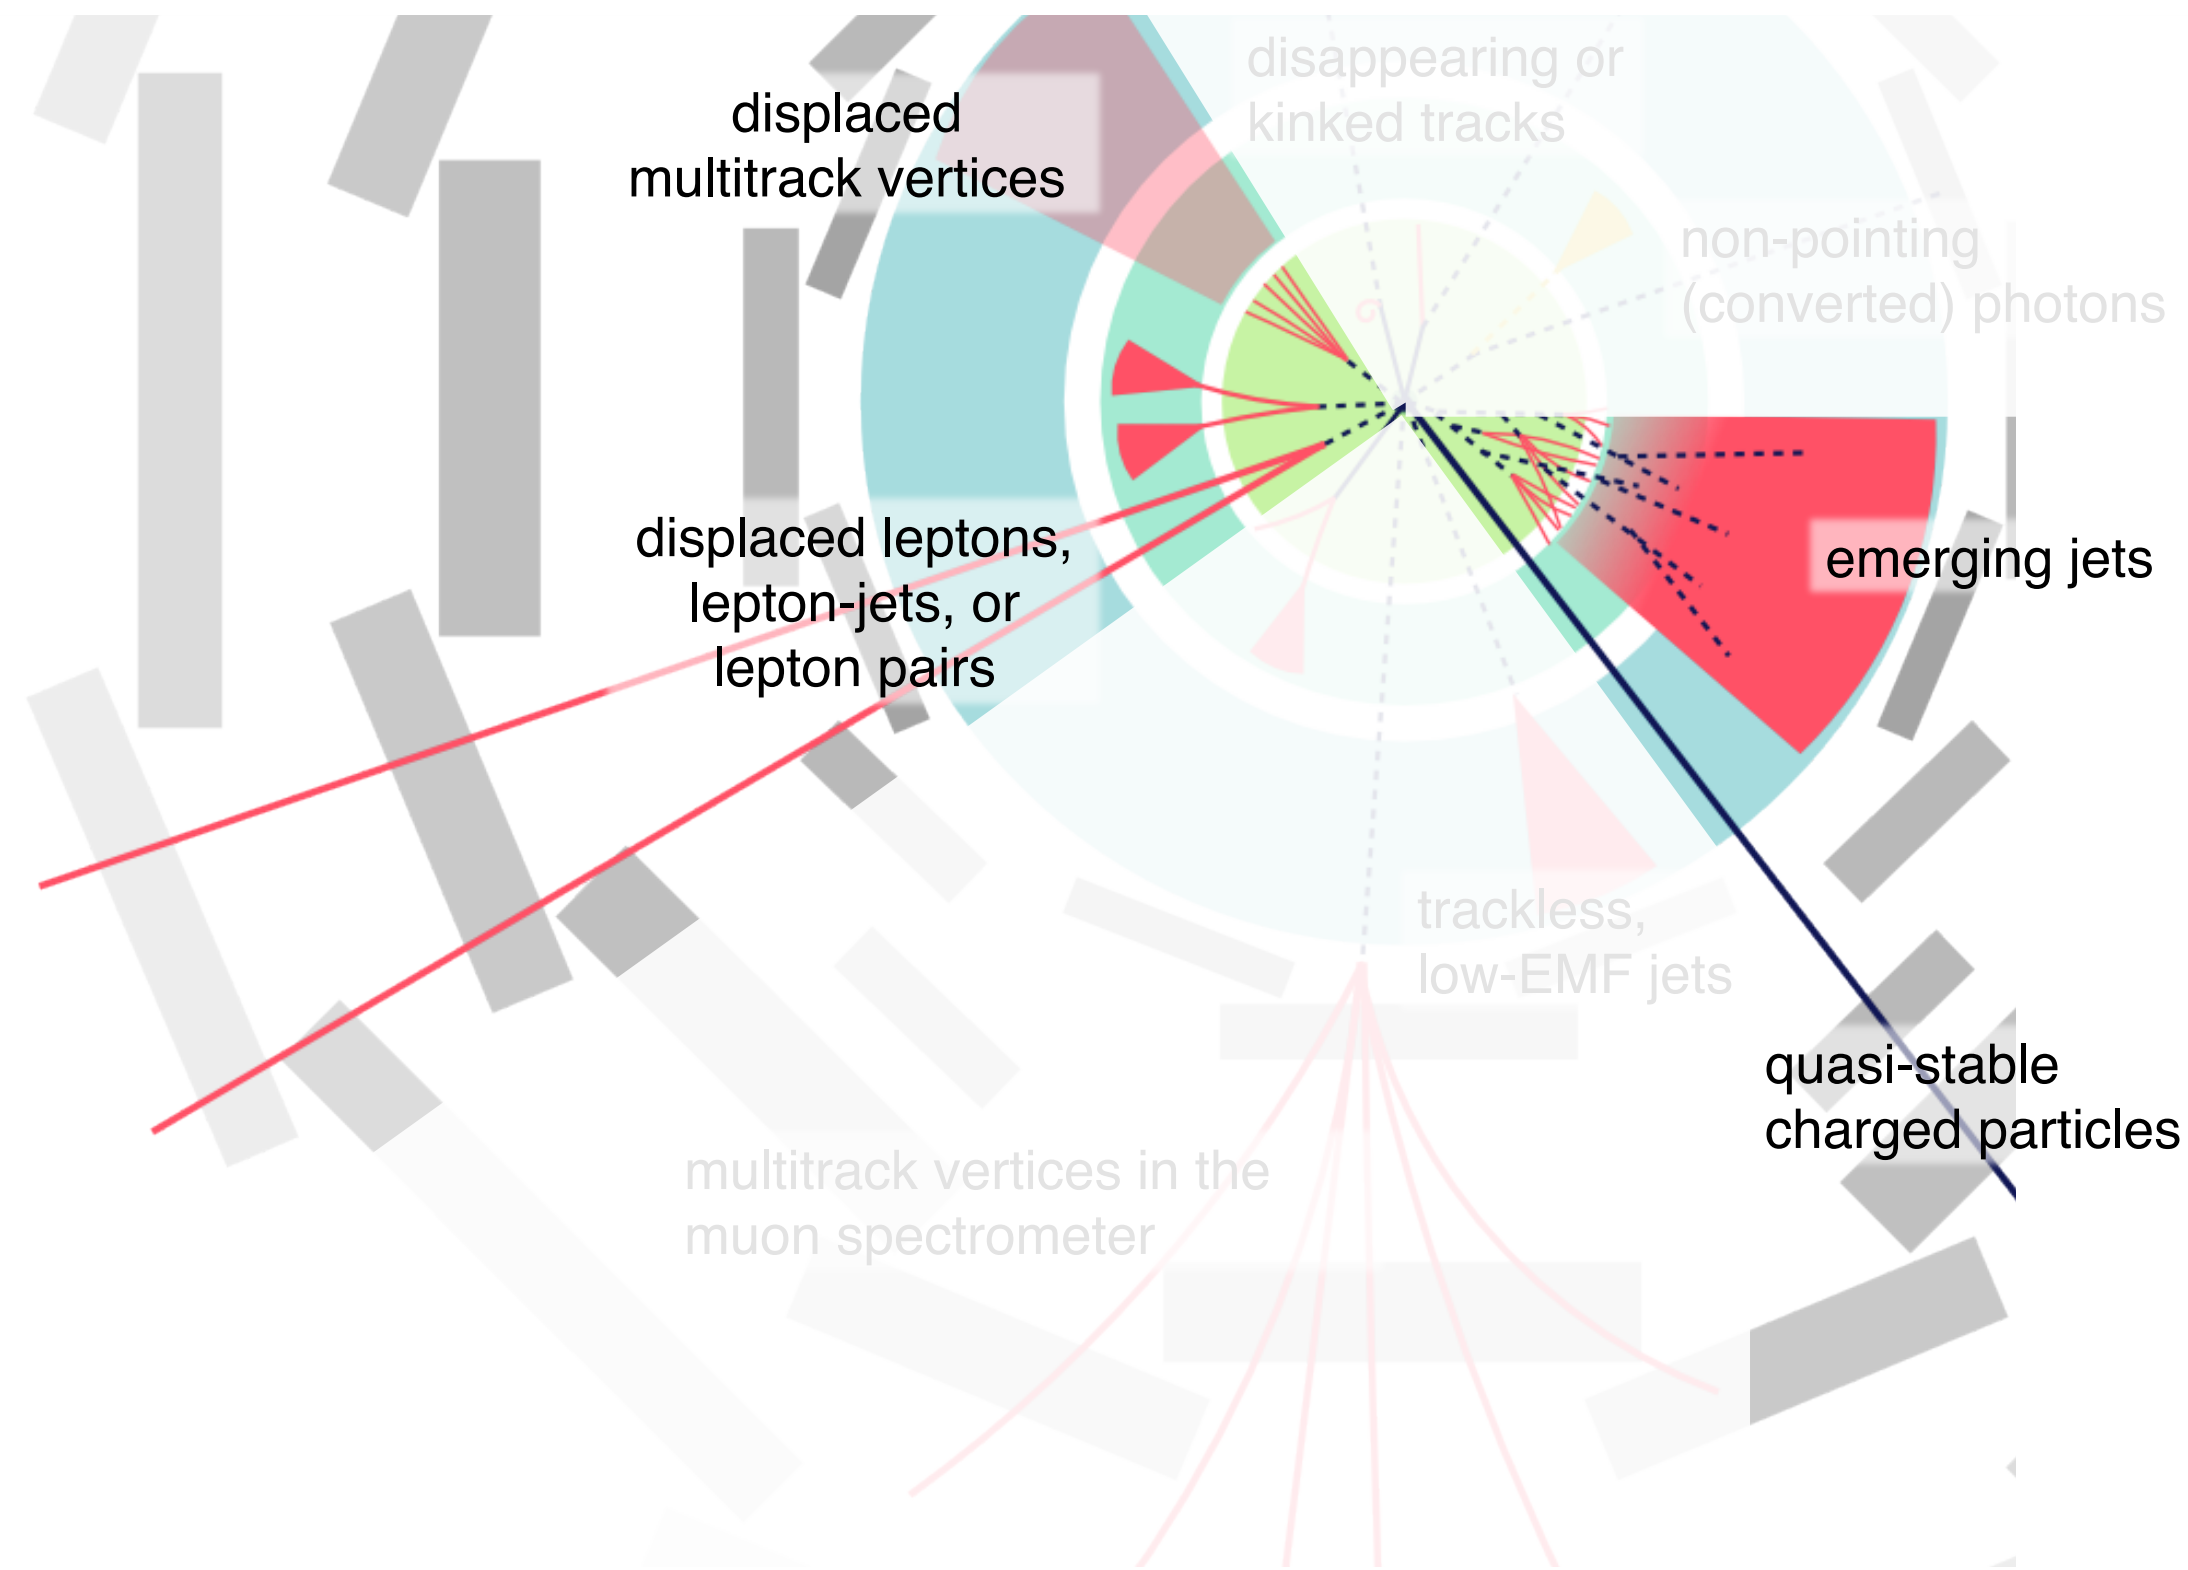 disappearing or
kinked tracks
displaced
multitrack vertices
non-pointing
(converted) photons
displaced leptons,
lepton-jets, or
lepton pairs
emerging jets
trackless,
low-EMF jets
quasi-stable
charged particles
multitrack vertices in the
muon spectrometer